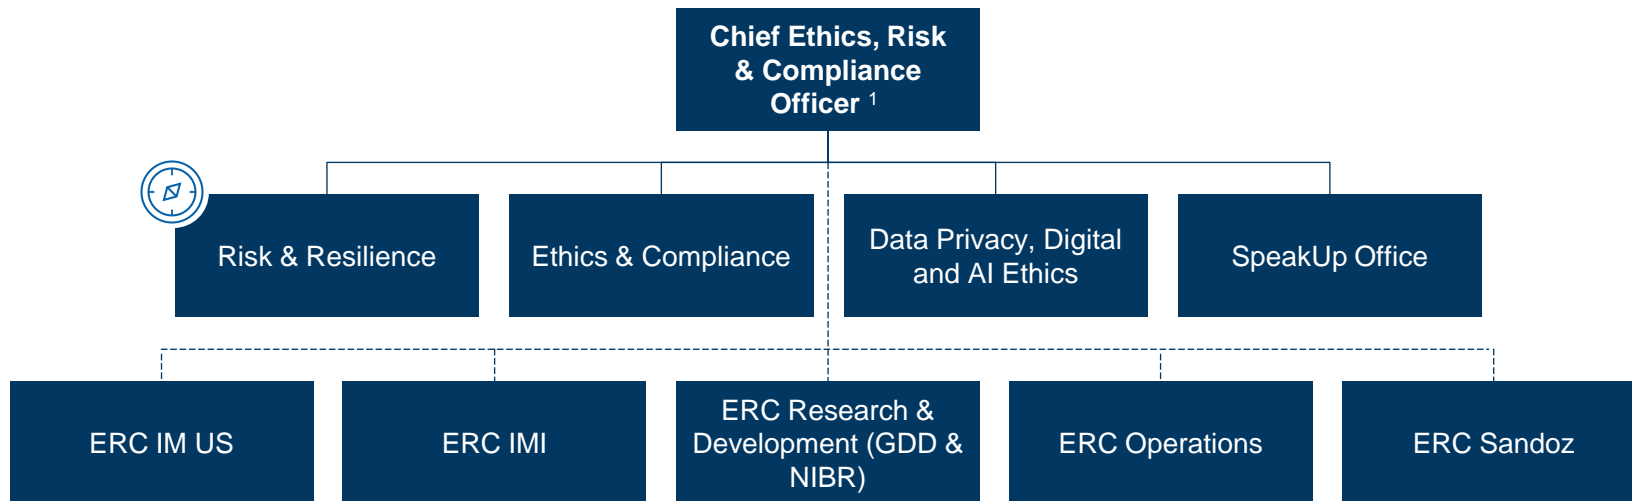 Chief Ethics, Risk
& Compliance
Officer 1
Risk & Resilience
Ethics & Compliance
Data Privacy, Digital
and AI Ethics
SpeakUp Office
ERC IM US
ERC IMI
ERC Research &
Development (GDD &
NIBR)
ERC Operations
ERC Sandoz